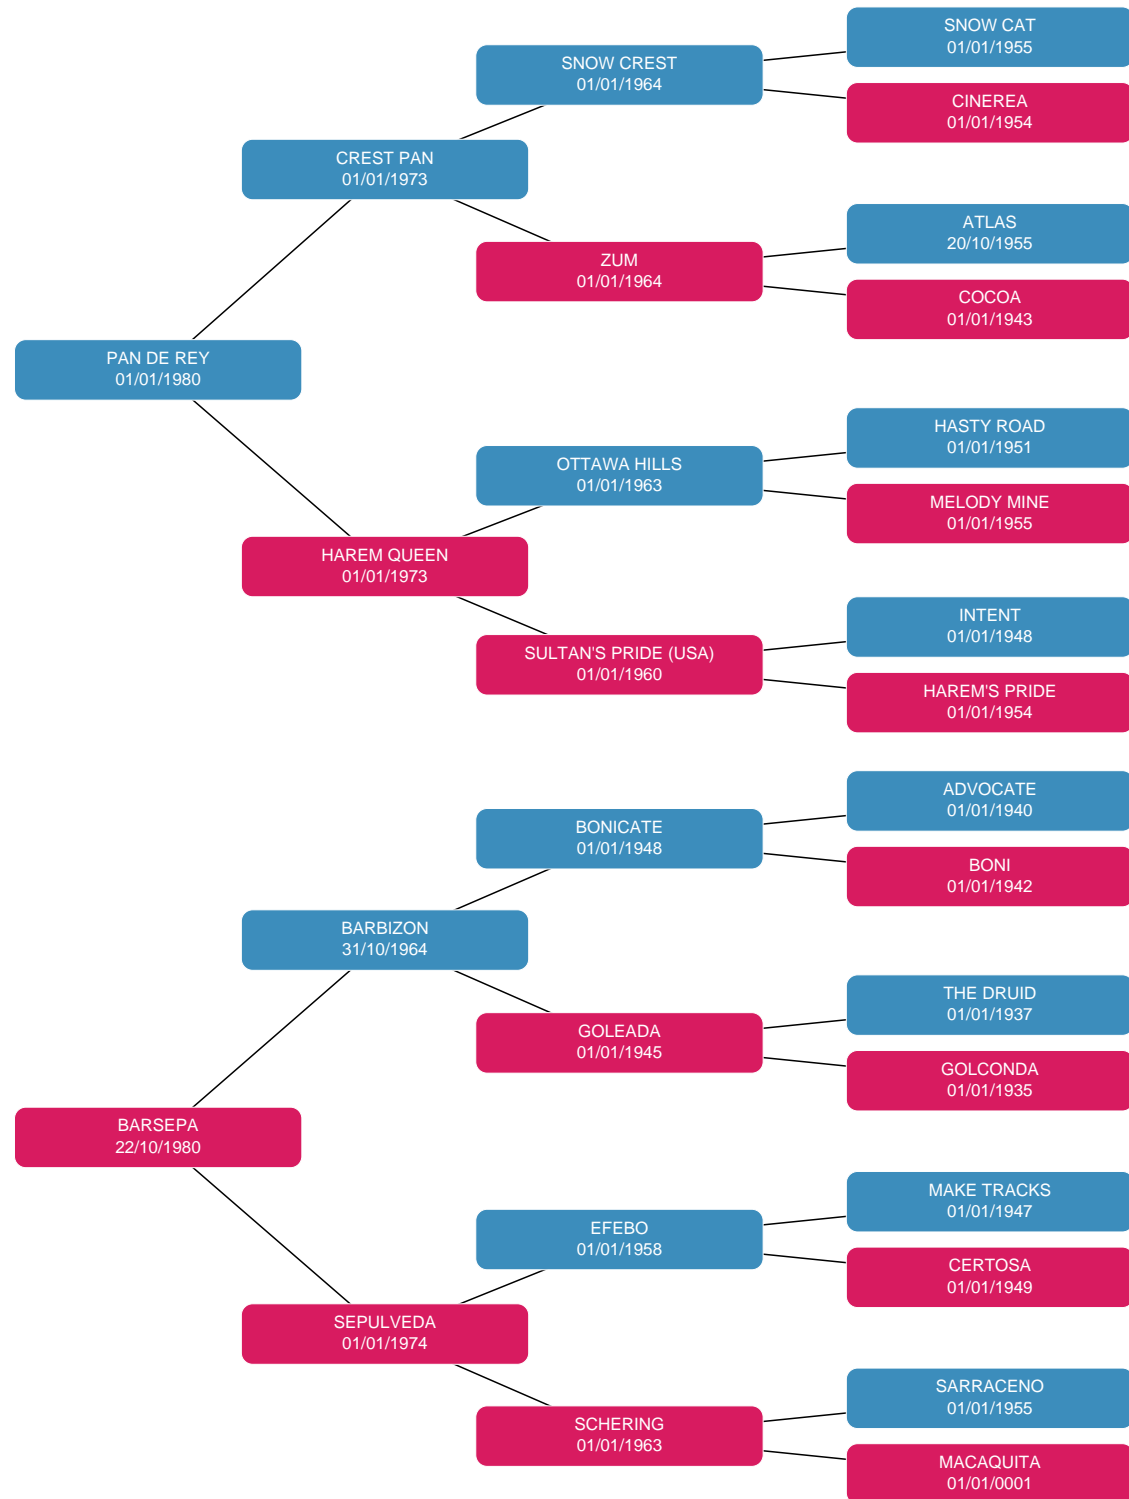 SNOW CAT
01/01/1955
SNOW CREST
01/01/1964
CINEREA
01/01/1954
CREST PAN
01/01/1973
ATLAS
20/10/1955
ZUM
01/01/1964
COCOA
01/01/1943
PAN DE REY
01/01/1980
HASTY ROAD
01/01/1951
OTTAWA HILLS
01/01/1963
MELODY MINE
01/01/1955
HAREM QUEEN
01/01/1973
INTENT
01/01/1948
SULTAN'S PRIDE (USA)
01/01/1960
HAREM'S PRIDE
01/01/1954
ADVOCATE
01/01/1940
BONICATE
01/01/1948
BONI
01/01/1942
BARBIZON
31/10/1964
THE DRUID
01/01/1937
GOLEADA
01/01/1945
GOLCONDA
01/01/1935
BARSEPA
22/10/1980
MAKE TRACKS
01/01/1947
EFEBO
01/01/1958
CERTOSA
01/01/1949
SEPULVEDA
01/01/1974
SARRACENO
01/01/1955
SCHERING
01/01/1963
MACAQUITA
01/01/0001